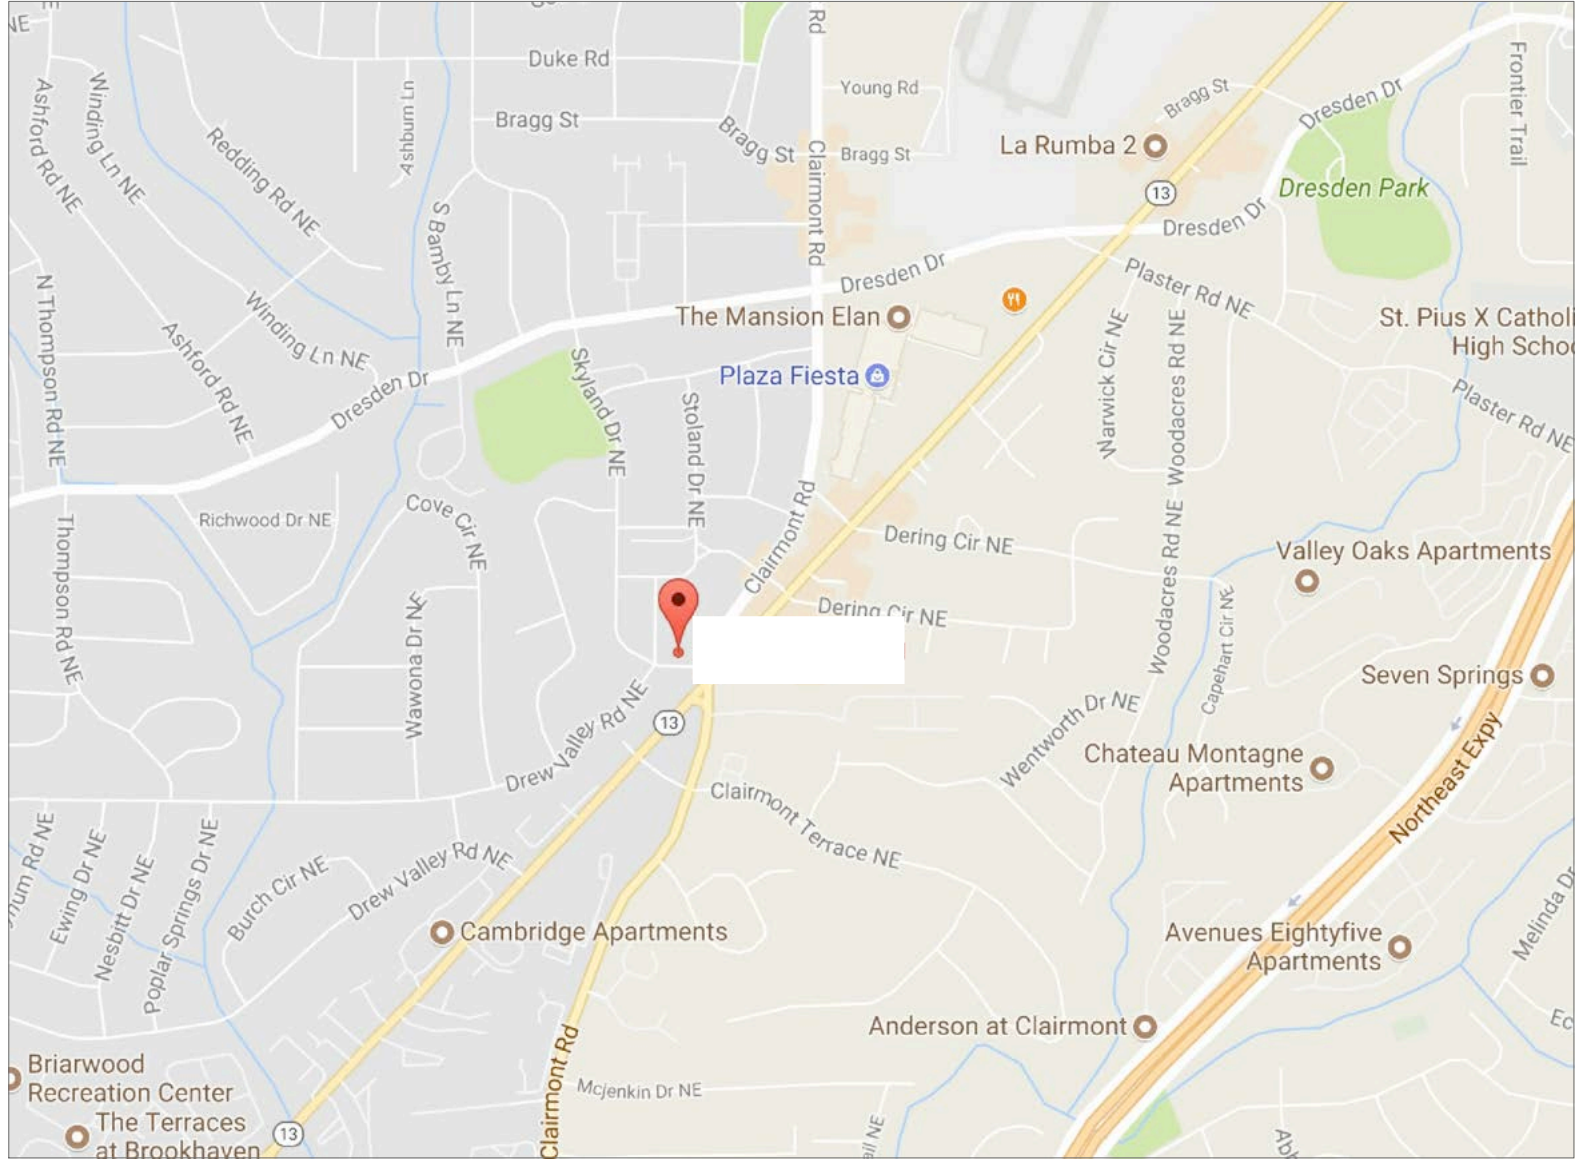 NE
Rd
Duke Rd
Frontier Trail
Ashford Rd NE
Winding Ln NE
Ashburn Ln
Young Rd
Bragg St
Dresden Dr
Bragg St
Bragg St
Bragg St
Redding Rd NE
Clairmont Rd
La Rumba 2
13
Dresden Park
S Bamby Ln NE
Dresden Dr
Dresden Dr
Plaster Rd NE
N Thompson Rd NE
Winding Ln NE
Ashford Rd NE
The Mansion Elan
Warwick Cir NE
Woodacres Rd NE
St. Pius X
High
Plaza Fiesta
Skyland Dr NE
Dresden Dr
Stoland Dr NE
Plaster Rd NE
Cove Cir NE
Richwood Dr NE
Clairmont Rd
Thompson Rd NE
Dering Cir NE
Woodacres Rd NE
Valley Oaks Apartments
Wawona Dr NE
Dering Cir NE
Capehart Cir NE
Seven Springs
Drew Valley Rd NE
13
Wentworth Dr NE
Chateau Montagne
Apartments
Northeast Expy
Clairmont Terrace NE
Rd NE
Ewing Dr NE
Nesbitt Dr NE
Poplar Springs Dr NE
Burch Cir NE
Drew Valley Rd NE
Cambridge Apartments
Avenues Eightyfive
Apartments
Melinda Dr
Anderson at Clairmont
Clairmont Rd
Briarwood
Recreation Center
Mcjenkin Dr NE
The Terraces
at Brookhaven
13
NE